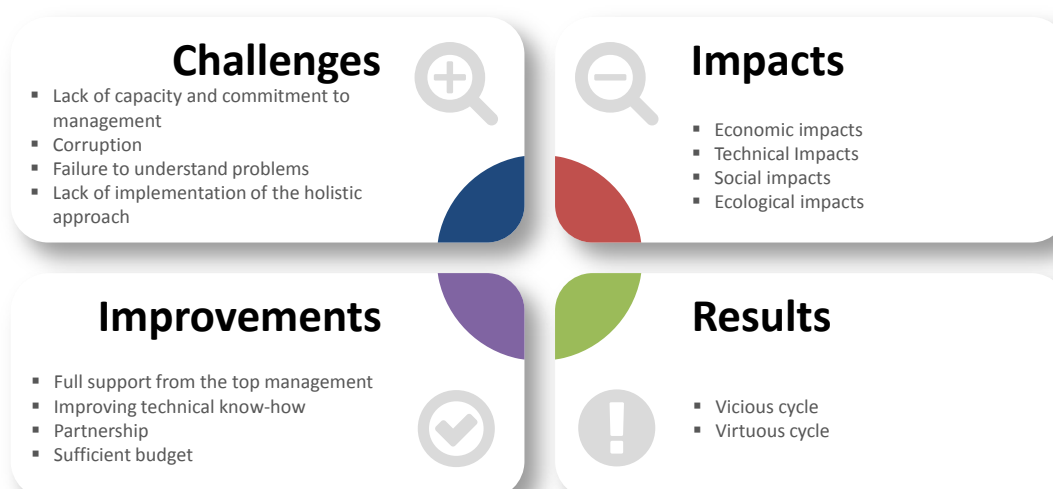 Challenges
▪ Lack of capacity and commitment to
management
▪ Corruption
▪ Failure to understand problems
▪ Lack of implementation of the holistic
approach
Impacts
▪ Economic impacts
▪ Technical Impacts
▪ Social impacts
▪ Ecological impacts
Improvements
▪ Full support from the top management
▪ Improving technical know-how
▪ Partnership
▪ Sufficient budget
Results
▪ Vicious cycle
▪ Virtuous cycle